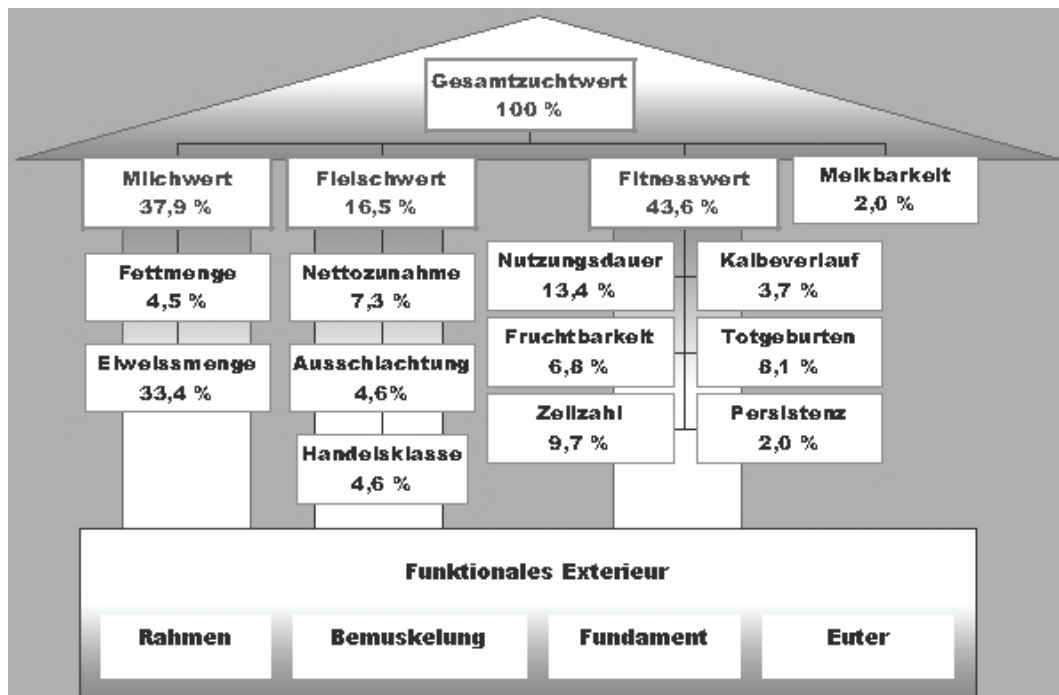 Gesamtzuchtwert
100 %
Milchwert
37,9 %
Fleischwert
16,5 %
Fitnesswert
43,6 %
Melkbarkeit
2,0 %
Fettmenge
4,5 %
Eiweissmenge
33,4 %
Nettozunahme
7,3 %
Ausschlachtung
4,6%
Handelsklasse
4,6 %
Nutzungsdauer
13,4 %
Kalbeverlauf
3,7 %
Fruchtbarkeit
6,8 %
Totgeburten
8,1 %
Zellzahl
9,7 %
Persistenz
2,0 %
Funktionales Exterieur
Rahmen
Bemuskelung
Fundament
Euter